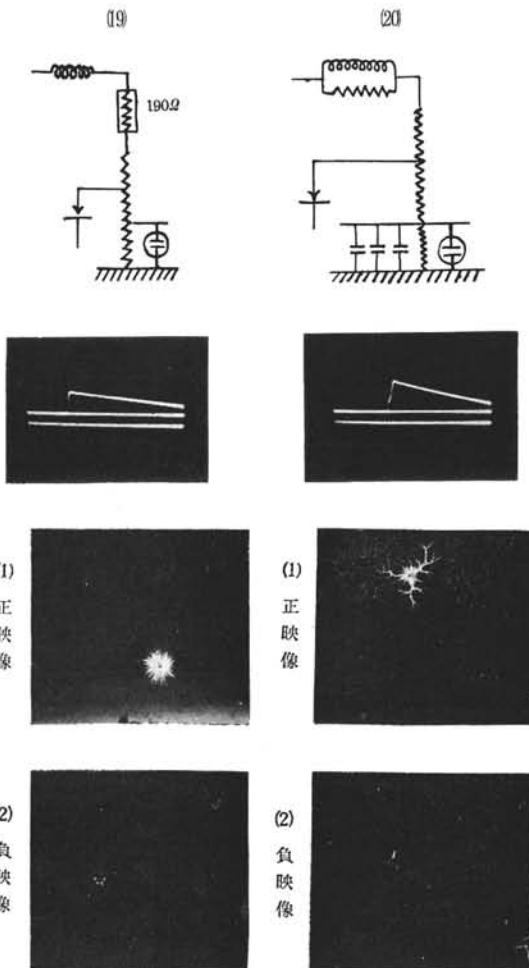 (19)
(20)
190Ω
(1)
正
映
像
(1)
正
映
像
(2)
負
映
像
(2)
負
映
像